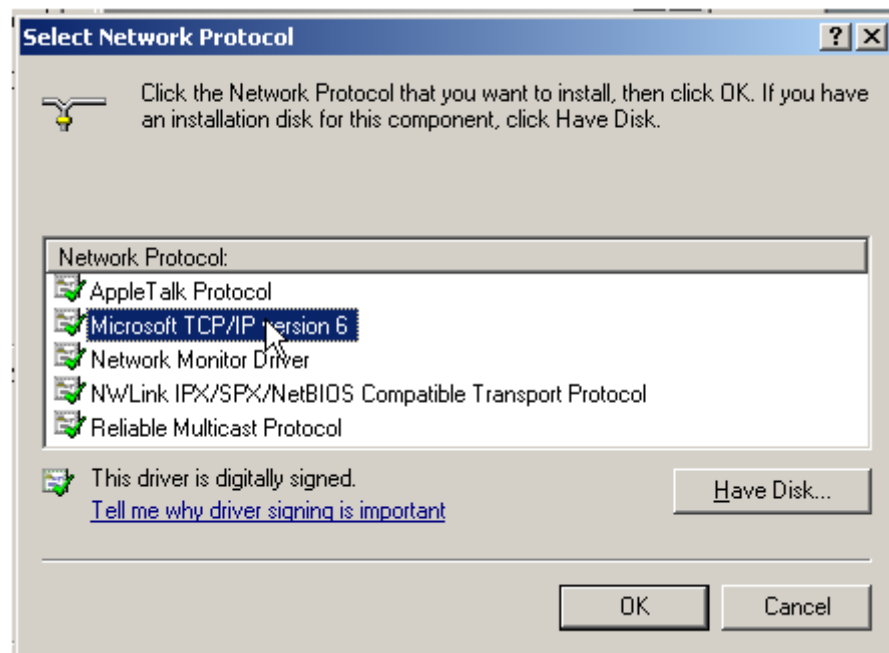 Select Network Protocol
Click the Network Protocol that you want to install, then click OK. If you have
an installation disk for this component, click Have Disk.
Network Protocol:
AppleTalk Protocol
Microsoft TCP/IP version 6
Network Monitor Driver
NWLink IPX/SPX/NetBIOS Compatible Transport Protocol
Reliable Multicast Protocol
This driver is digitally signed.
Tell me why driver signing is important
Have Disk...
OK
Cancel